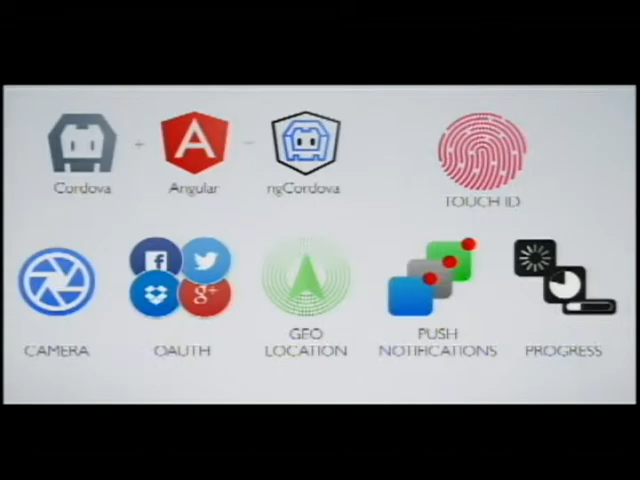 Cordova + Angular = ngCordova
TOUCH ID
CAMERA
OAUTH
GEO
LOCATION
PUSH
NOTIFICATIONS
PROGRESS